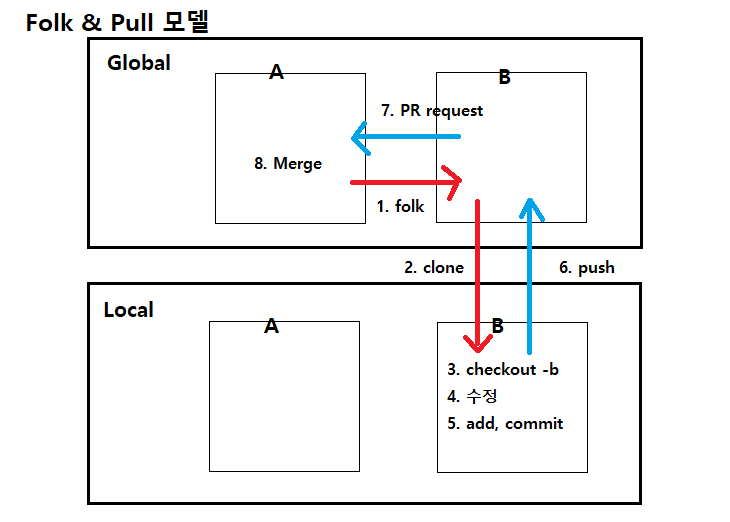 Folk & Pull 모델
Global
A
B
7. PR request
8. Merge
1. folk
2. clone
6. push
Local
A
B
3. checkout -b
4. 수정
5. add, commit